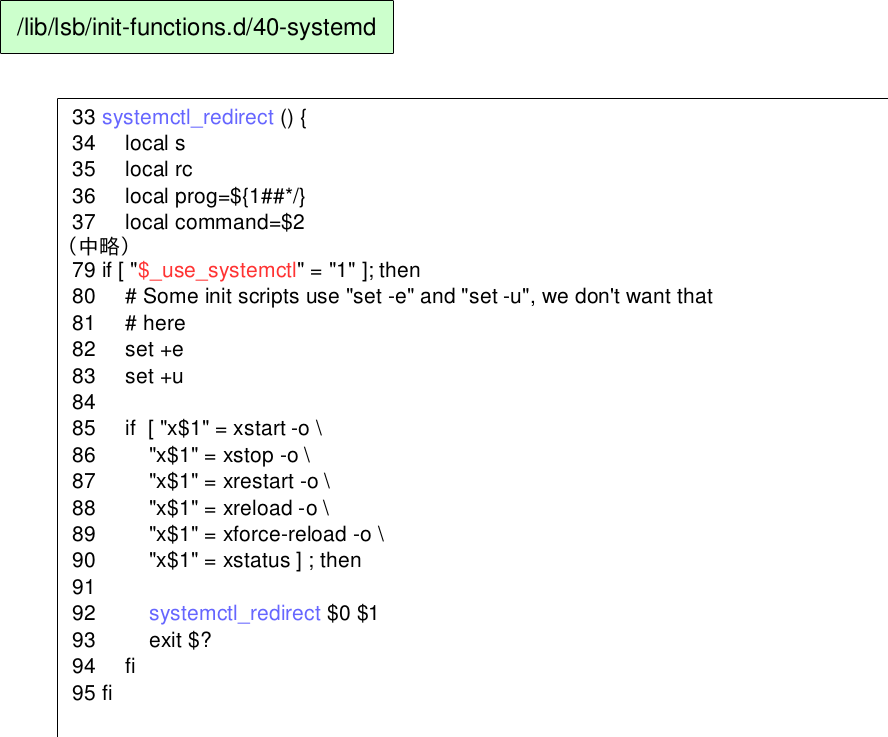 /lib/lsb/init-functions.d/40-systemd
33 systemctl_redirect () {
34     local s
35     local rc
36     local prog=${1##*/}
37     local command=$2
（中略）
79 if [ "$_use_systemctl" = "1" ]; then
80     # Some init scripts use "set -e" and "set -u", we don't want that
81     # here
82     set +e
83     set +u
84
85     if  [ "x$1" = xstart -o \
86         "x$1" = xstop -o \
87         "x$1" = xrestart -o \
88         "x$1" = xreload -o \
89         "x$1" = xforce-reload -o \
90         "x$1" = xstatus ] ; then
91
92         systemctl_redirect $0 $1
93         exit $?
94     fi
95 fi